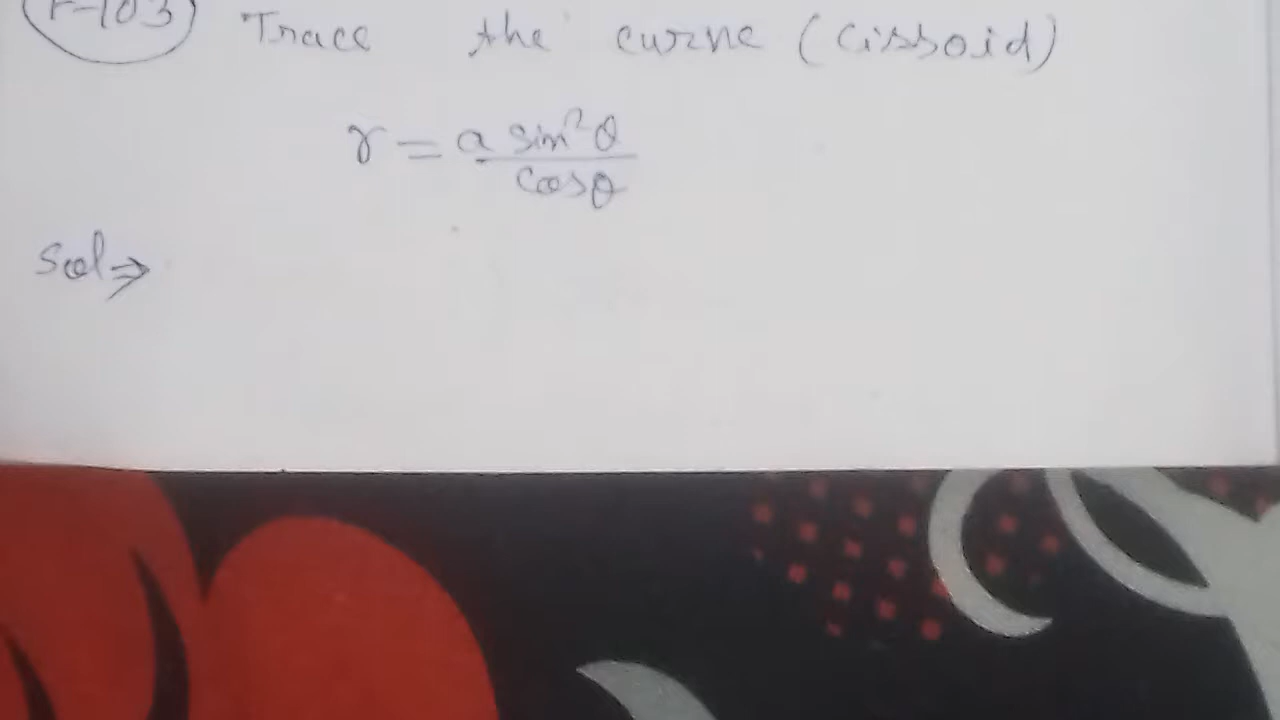 Trace the curve (Cissoid)
r = a sin²θ / cosθ
Sol ⇒